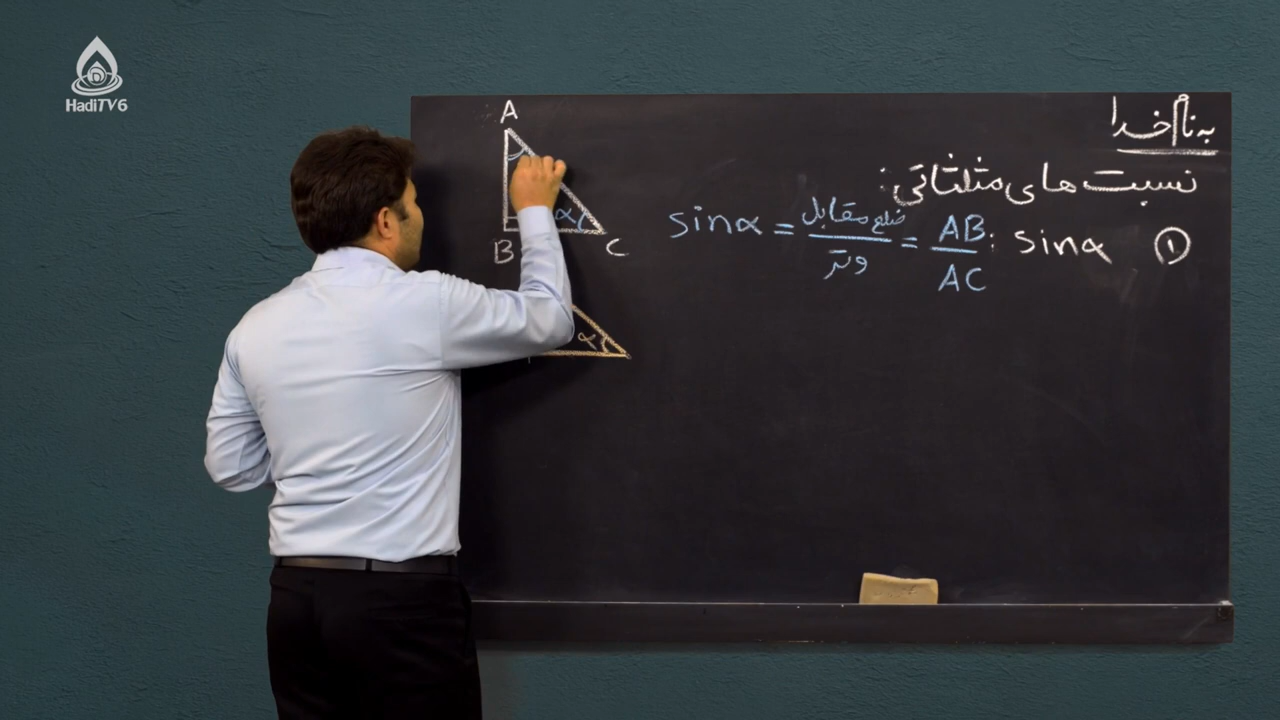 HadiTV6
به نام خدا
نسبت های مثلثاتی:
① sinα : sinα = ضلع مقابل / وتر = AB / AC
A
α
B
C
α